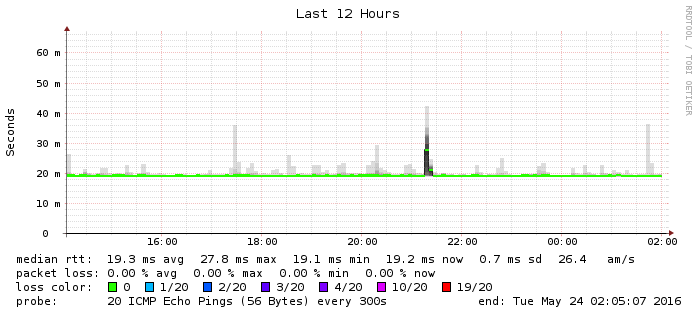 Last 12 Hours
RRDTOOL / TOBI OETIKER
Seconds
60 m
50 m
40 m
30 m
20 m
10 m
0
16:00 18:00 20:00 22:00 00:00 02:00
median rtt: 19.3 ms avg 27.8 ms max 19.1 ms min 19.2 ms now 0.7 ms sd 26.4 am/s
packet loss: 0.00 % avg 0.00 % max 0.00 % min 0.00 % now
loss color: 0 1/20 2/20 3/20 4/20 10/20 19/20
probe: 20 ICMP Echo Pings (56 Bytes) every 300s end: Tue May 24 02:05:07 2016